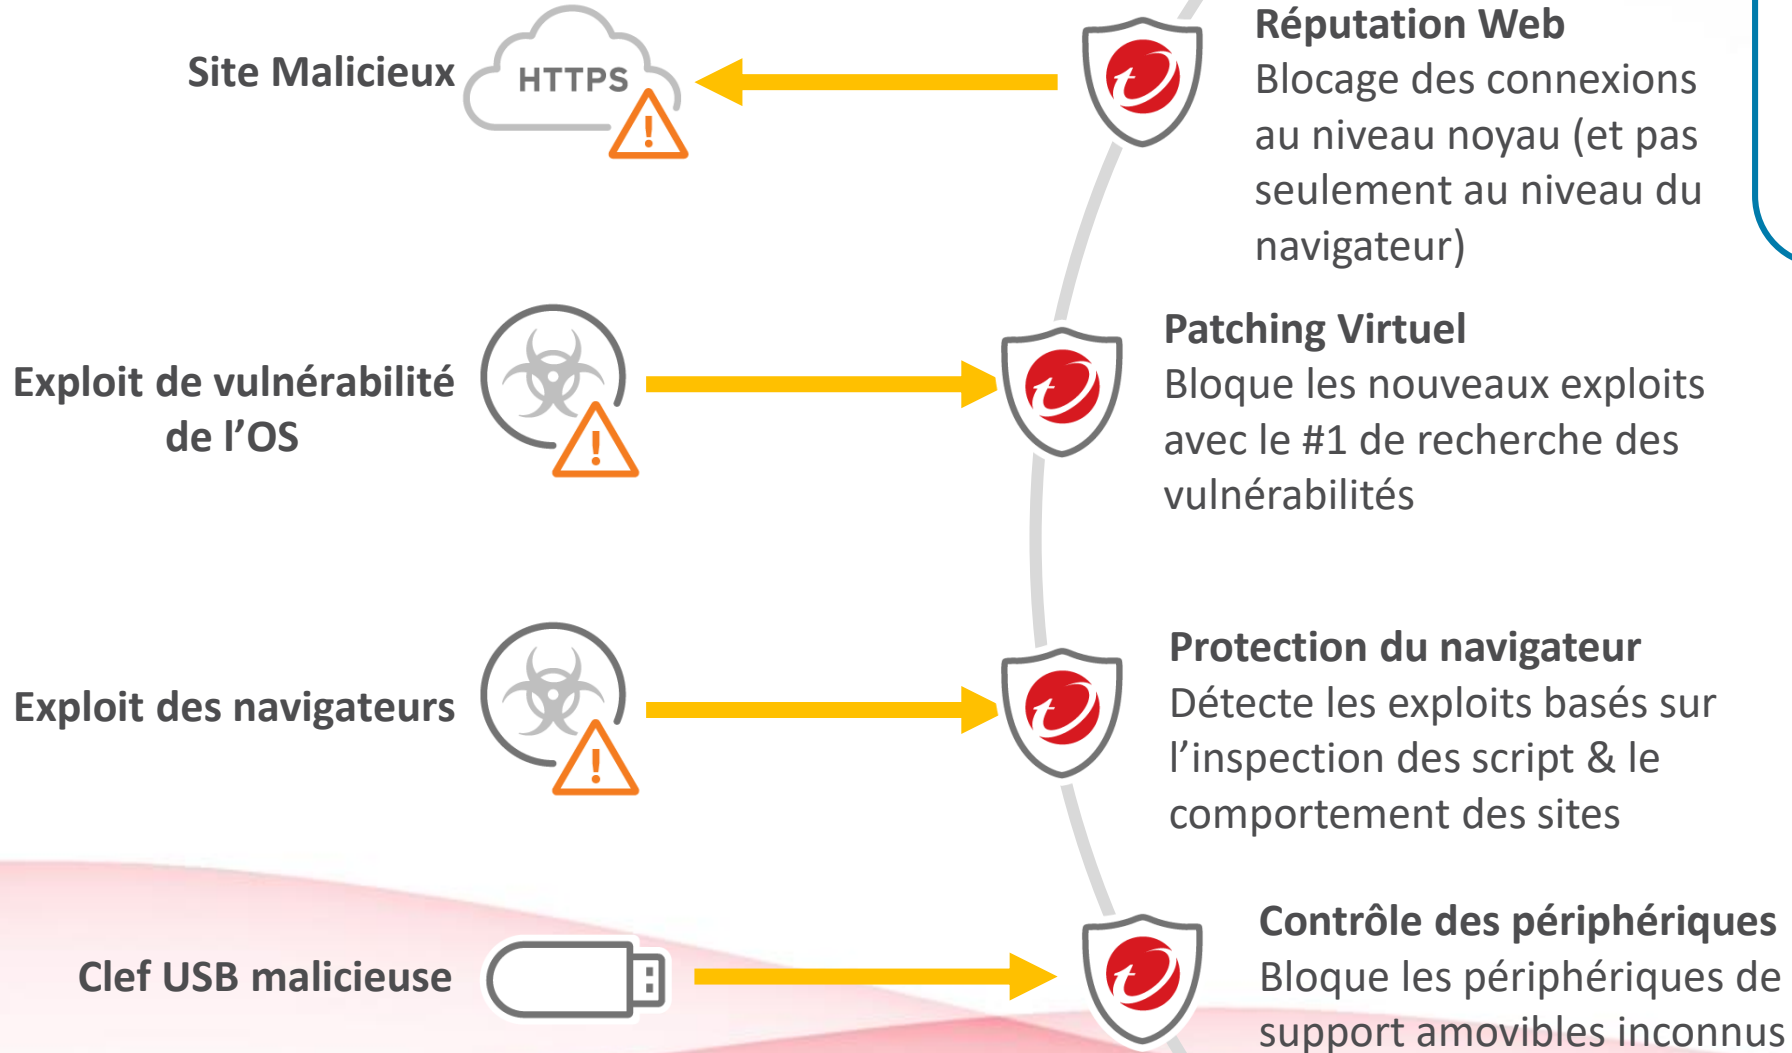 Site Malicieux
HTTPS
Réputation Web
Blocage des connexions
au niveau noyau (et pas
seulement au niveau du
navigateur)
Exploit de vulnérabilité
de l’OS
Patching Virtuel
Bloque les nouveaux exploits
avec le #1 de recherche des
vulnérabilités
Exploit des navigateurs
Protection du navigateur
Détecte les exploits basés sur
l’inspection des script & le
comportement des sites
Clef USB malicieuse
Contrôle des périphériques
Bloque les périphériques de
support amovibles inconnus